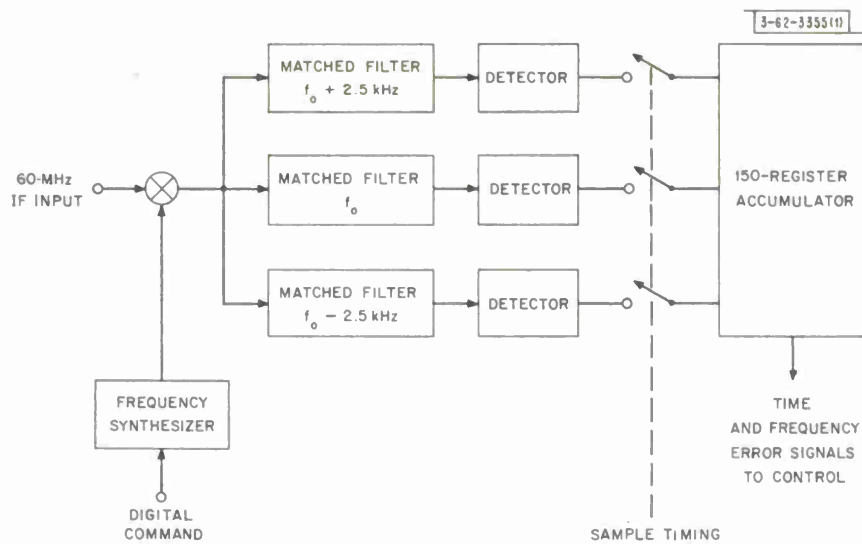 3-62-3355(1)
MATCHED FILTER
f₀ + 2.5 kHz
DETECTOR
60-MHz
IF INPUT
MATCHED FILTER
f₀
DETECTOR
150-REGISTER
ACCUMULATOR
MATCHED FILTER
f₀ − 2.5 kHz
DETECTOR
FREQUENCY
SYNTHESIZER
TIME
AND FREQUENCY
ERROR SIGNALS
TO CONTROL
DIGITAL
COMMAND
SAMPLE TIMING